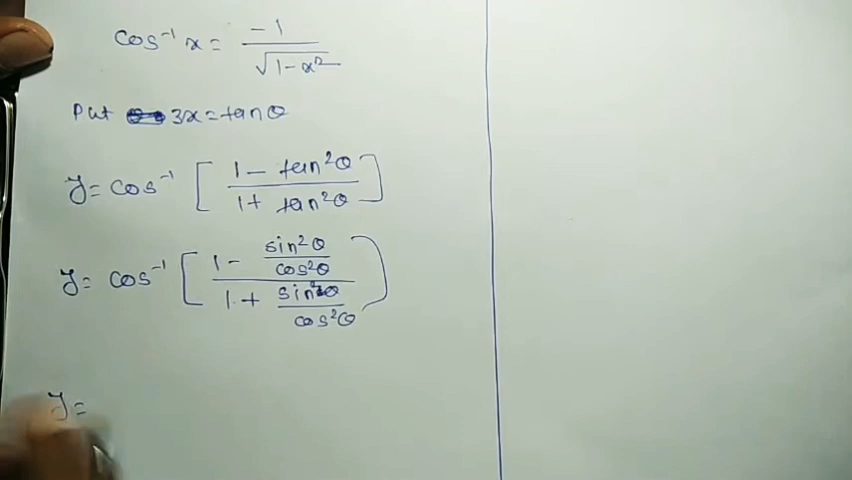 cos⁻¹ x = -1 / √(1-x²)
Put 3x = tanθ
y = cos⁻¹ [ (1 - tan²θ) / (1 + tan²θ) ]
y = cos⁻¹ [ (1 - sin²θ/cos²θ) / (1 + sin²θ/cos²θ) ]
y =